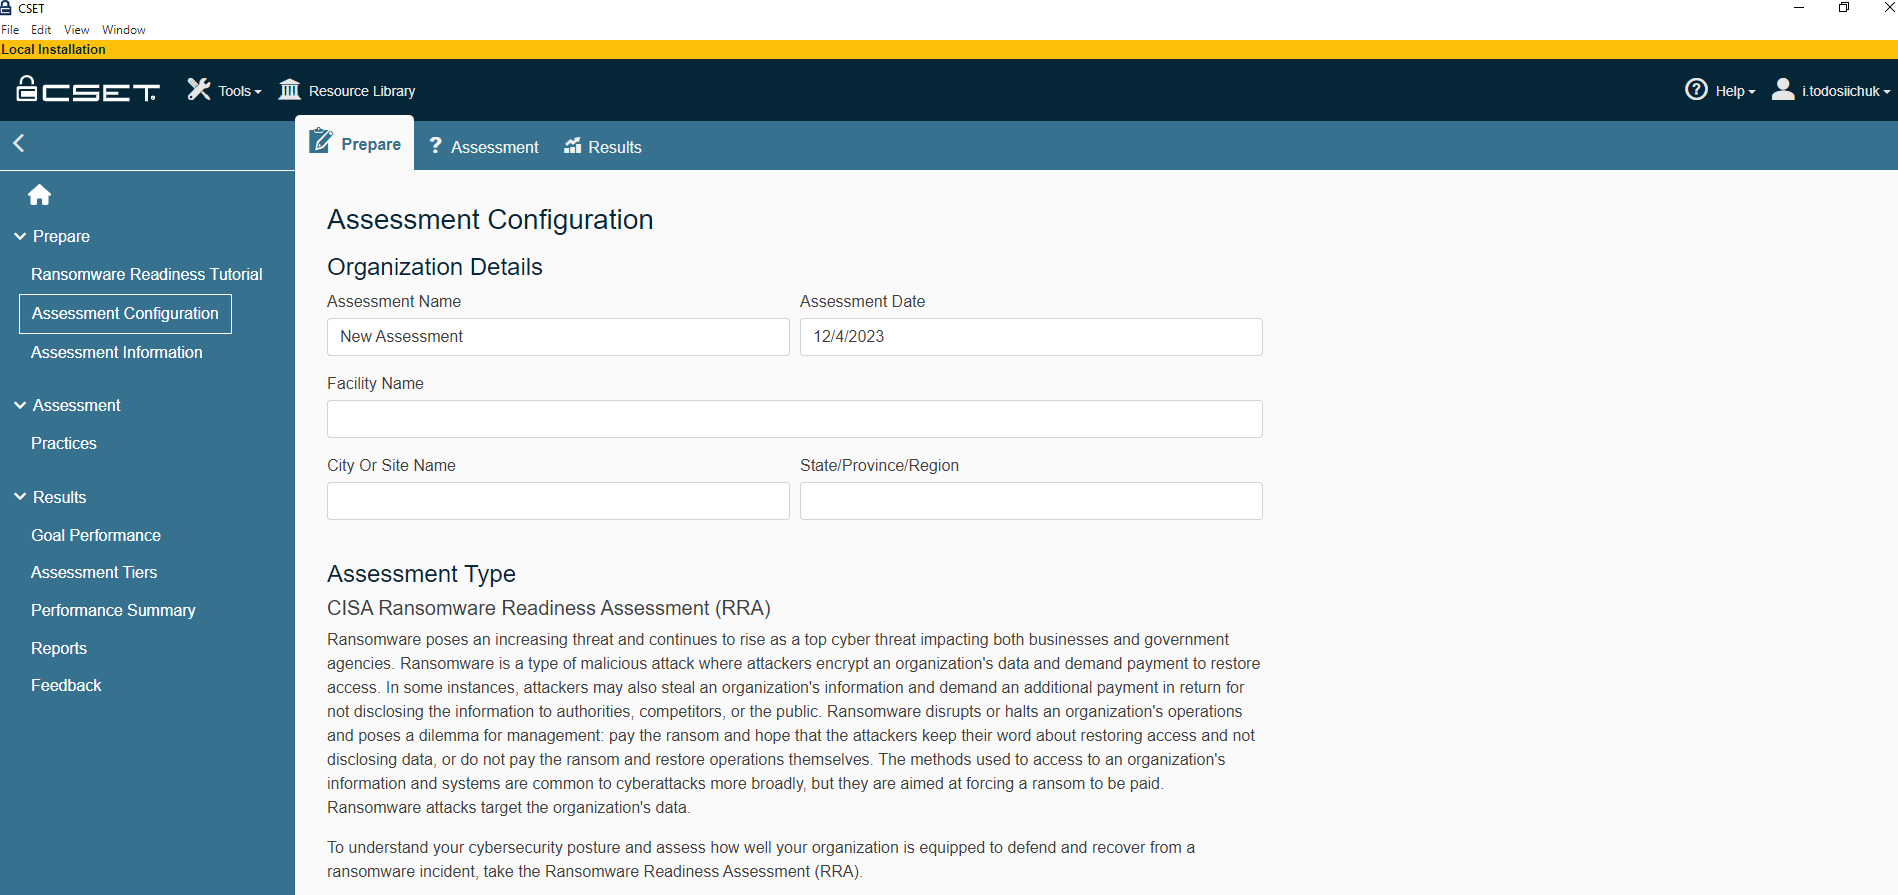 CSET
File Edit View Window
Local Installation
CSET
Tools
Resource Library
Help
i.todosiichuk
Prepare
Assessment
Results
Prepare
Ransomware Readiness Tutorial
Assessment Configuration
Assessment Information
Assessment
Practices
Results
Goal Performance
Assessment Tiers
Performance Summary
Reports
Feedback
Assessment Configuration
Organization Details
Assessment Name
New Assessment
Assessment Date
12/4/2023
Facility Name
City Or Site Name
State/Province/Region
Assessment Type
CISA Ransomware Readiness Assessment (RRA)
Ransomware poses an increasing threat and continues to rise as a top cyber threat impacting both businesses and government
agencies. Ransomware is a type of malicious attack where attackers encrypt an organization's data and demand payment to restore
access. In some instances, attackers may also steal an organization's information and demand an additional payment in return for
not disclosing the information to authorities, competitors, or the public. Ransomware disrupts or halts an organization's operations
and poses a dilemma for management: pay the ransom and hope that the attackers keep their word about restoring access and not
disclosing data, or do not pay the ransom and restore operations themselves. The methods used to access to an organization's
information and systems are common to cyberattacks more broadly, but they are aimed at forcing a ransom to be paid.
Ransomware attacks target the organization's data.
To understand your cybersecurity posture and assess how well your organization is equipped to defend and recover from a
ransomware incident, take the Ransomware Readiness Assessment (RRA).